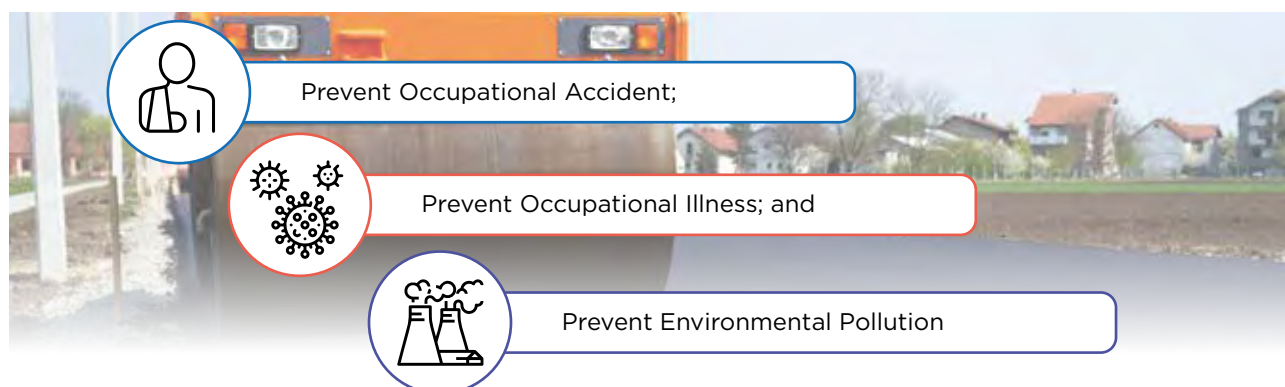 Prevent Occupational Accident;
Prevent Occupational Illness; and
Prevent Environmental Pollution